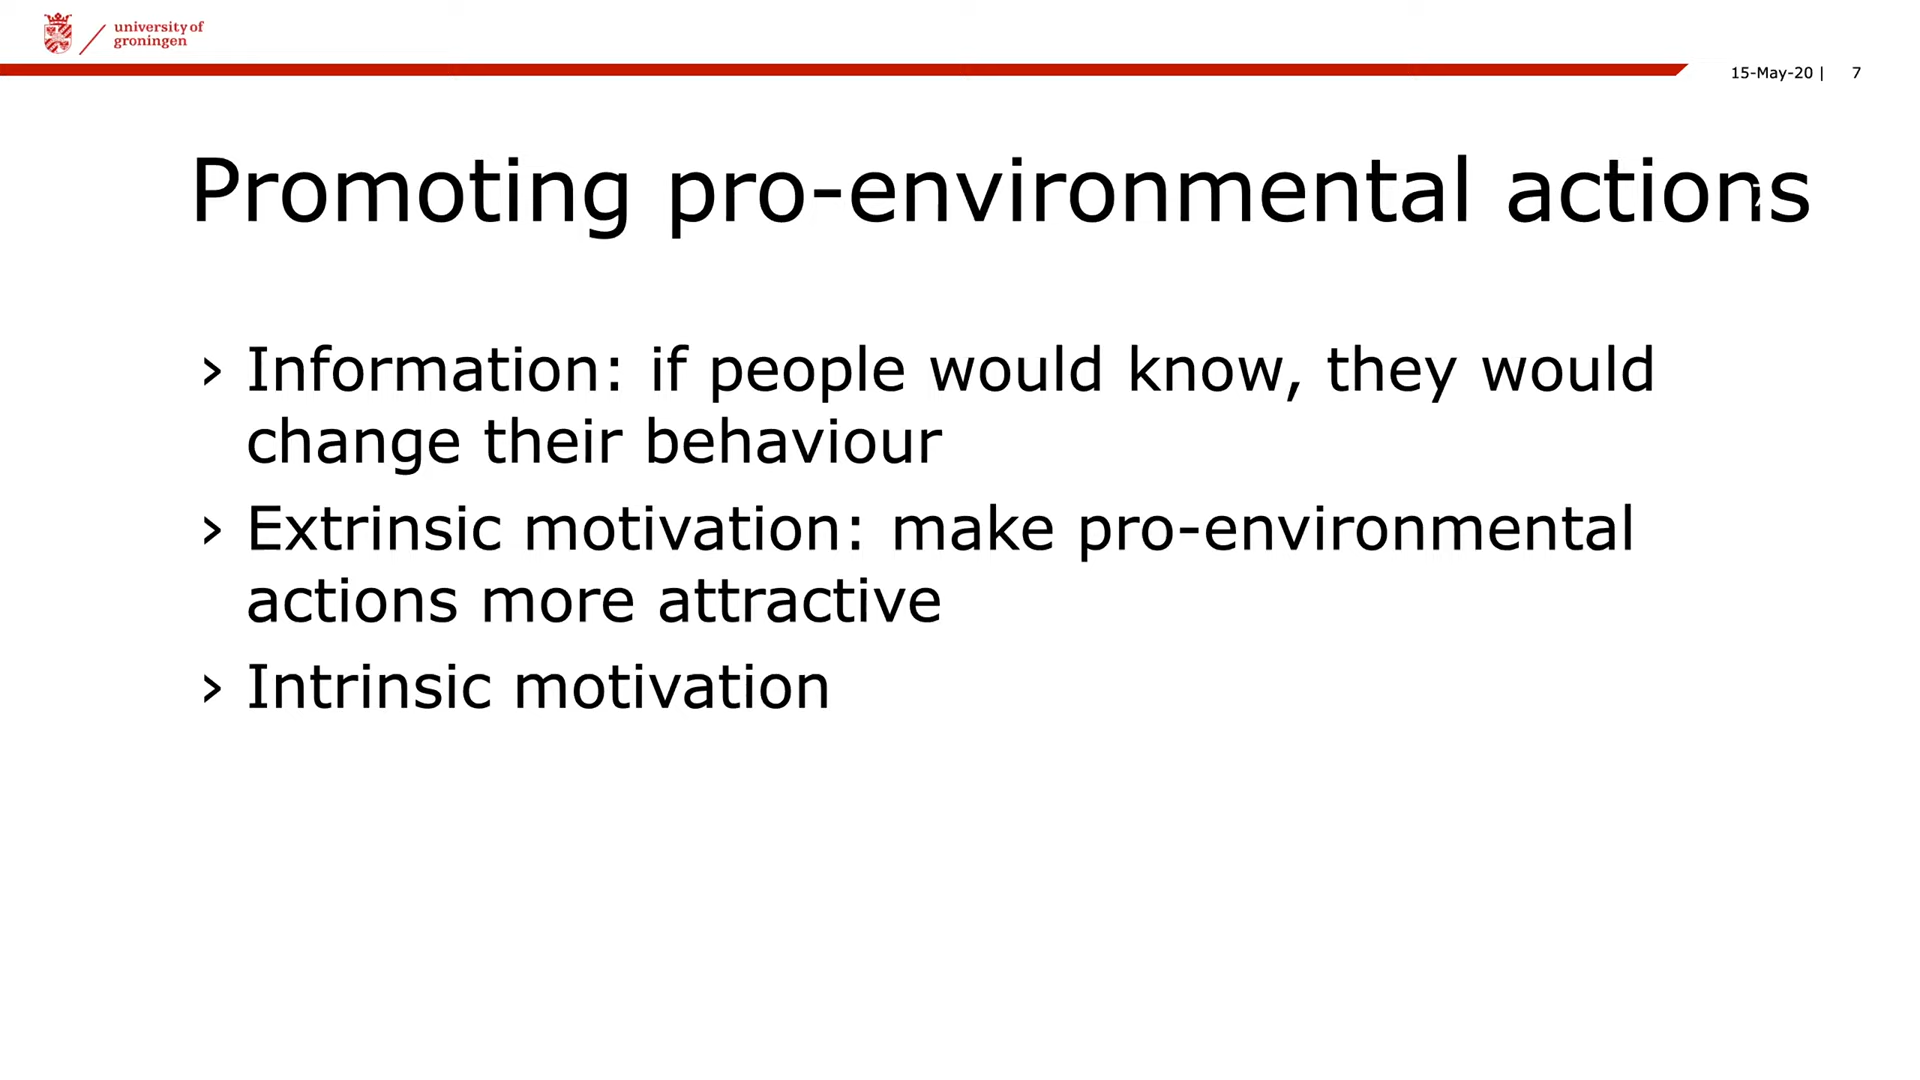 university of
groningen
15-May-20 | 7
Promoting pro-environmental actions
› Information: if people would know, they would
change their behaviour
› Extrinsic motivation: make pro-environmental
actions more attractive
› Intrinsic motivation